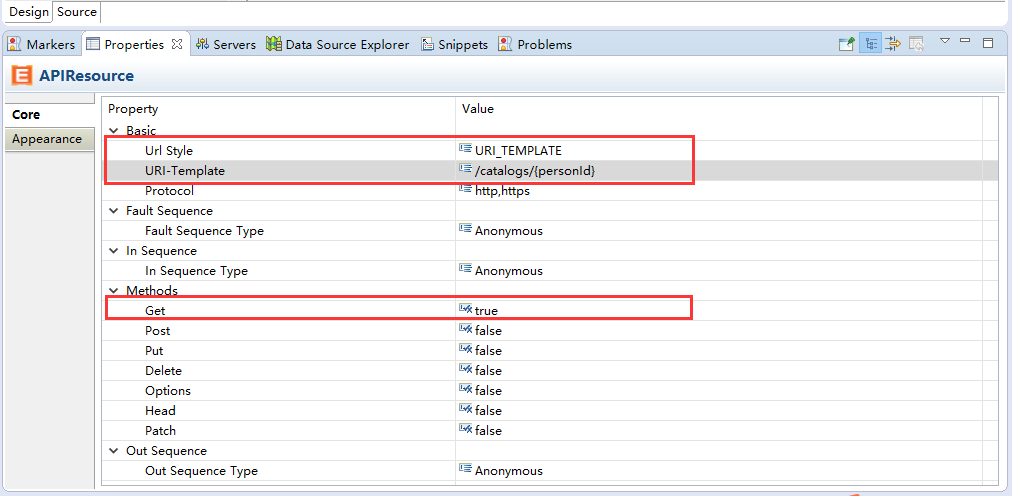 Design Source
Markers Properties Servers Data Source Explorer Snippets Problems
APIResource
Core
Appearance
Property Value
Basic
Url Style URI_TEMPLATE
URI-Template /catalogs/{personId}
Protocol http,https
Fault Sequence
Fault Sequence Type Anonymous
In Sequence
In Sequence Type Anonymous
Methods
Get true
Post false
Put false
Delete false
Options false
Head false
Patch false
Out Sequence
Out Sequence Type Anonymous